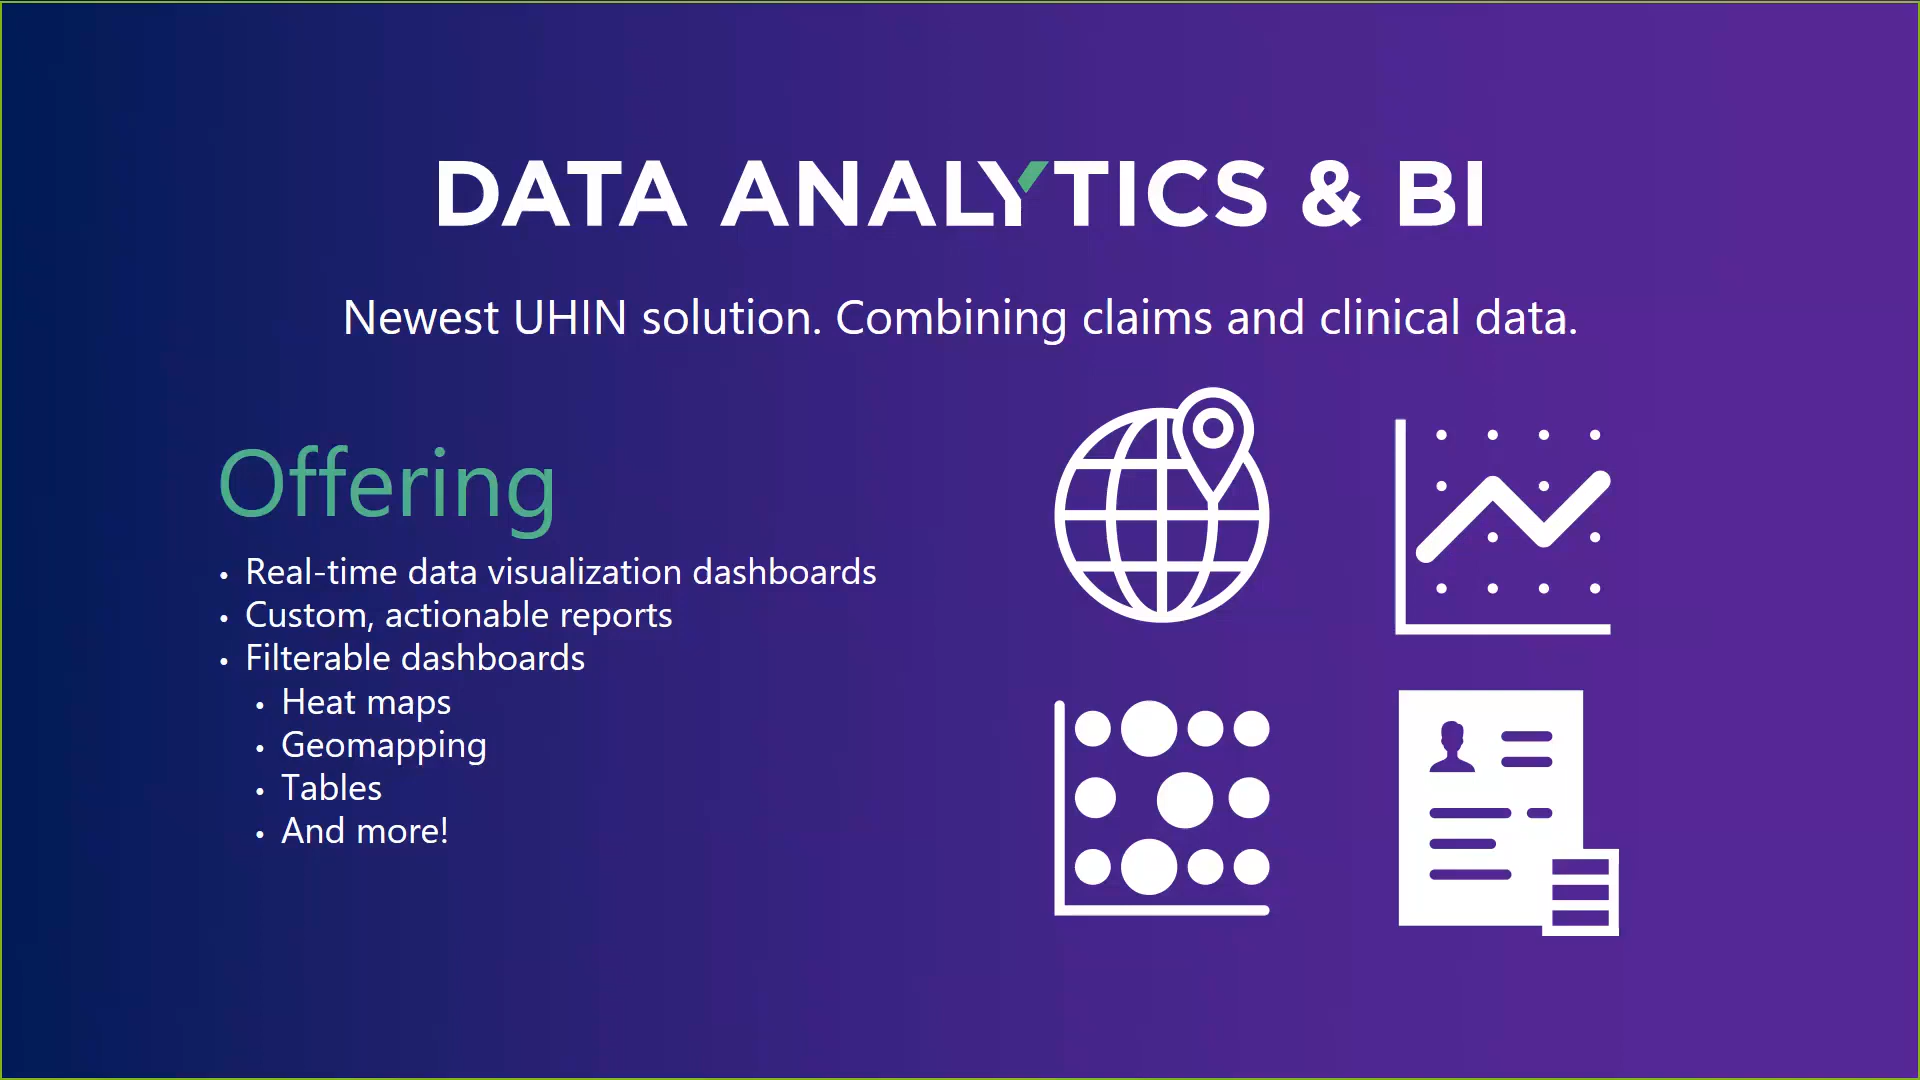 DATA ANALYTICS & BI
Newest UHIN solution. Combining claims and clinical data.
Offering
• Real-time data visualization dashboards
• Custom, actionable reports
• Filterable dashboards
• Heat maps
• Geomapping
• Tables
• And more!